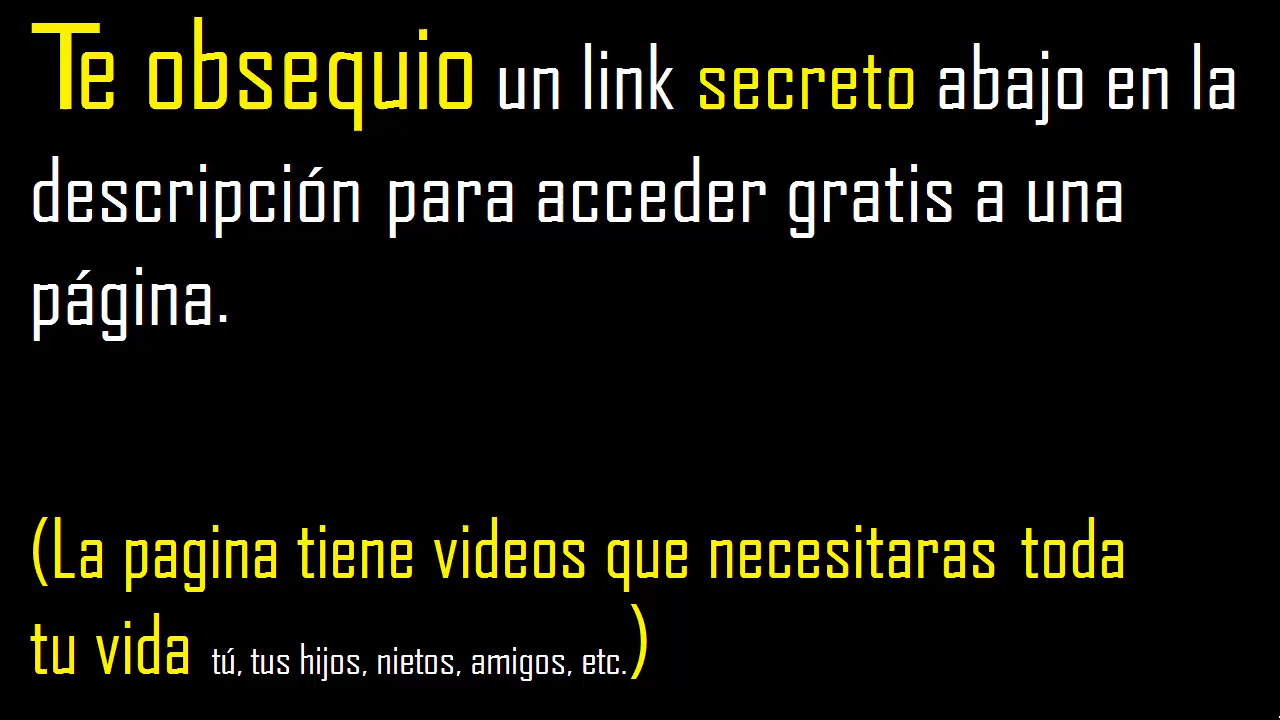 Te obsequio un link secreto abajo en la
descripción para acceder gratis a una
página.
(La pagina tiene videos que necesitaras toda
tu vida tú, tus hijos, nietos, amigos, etc.)